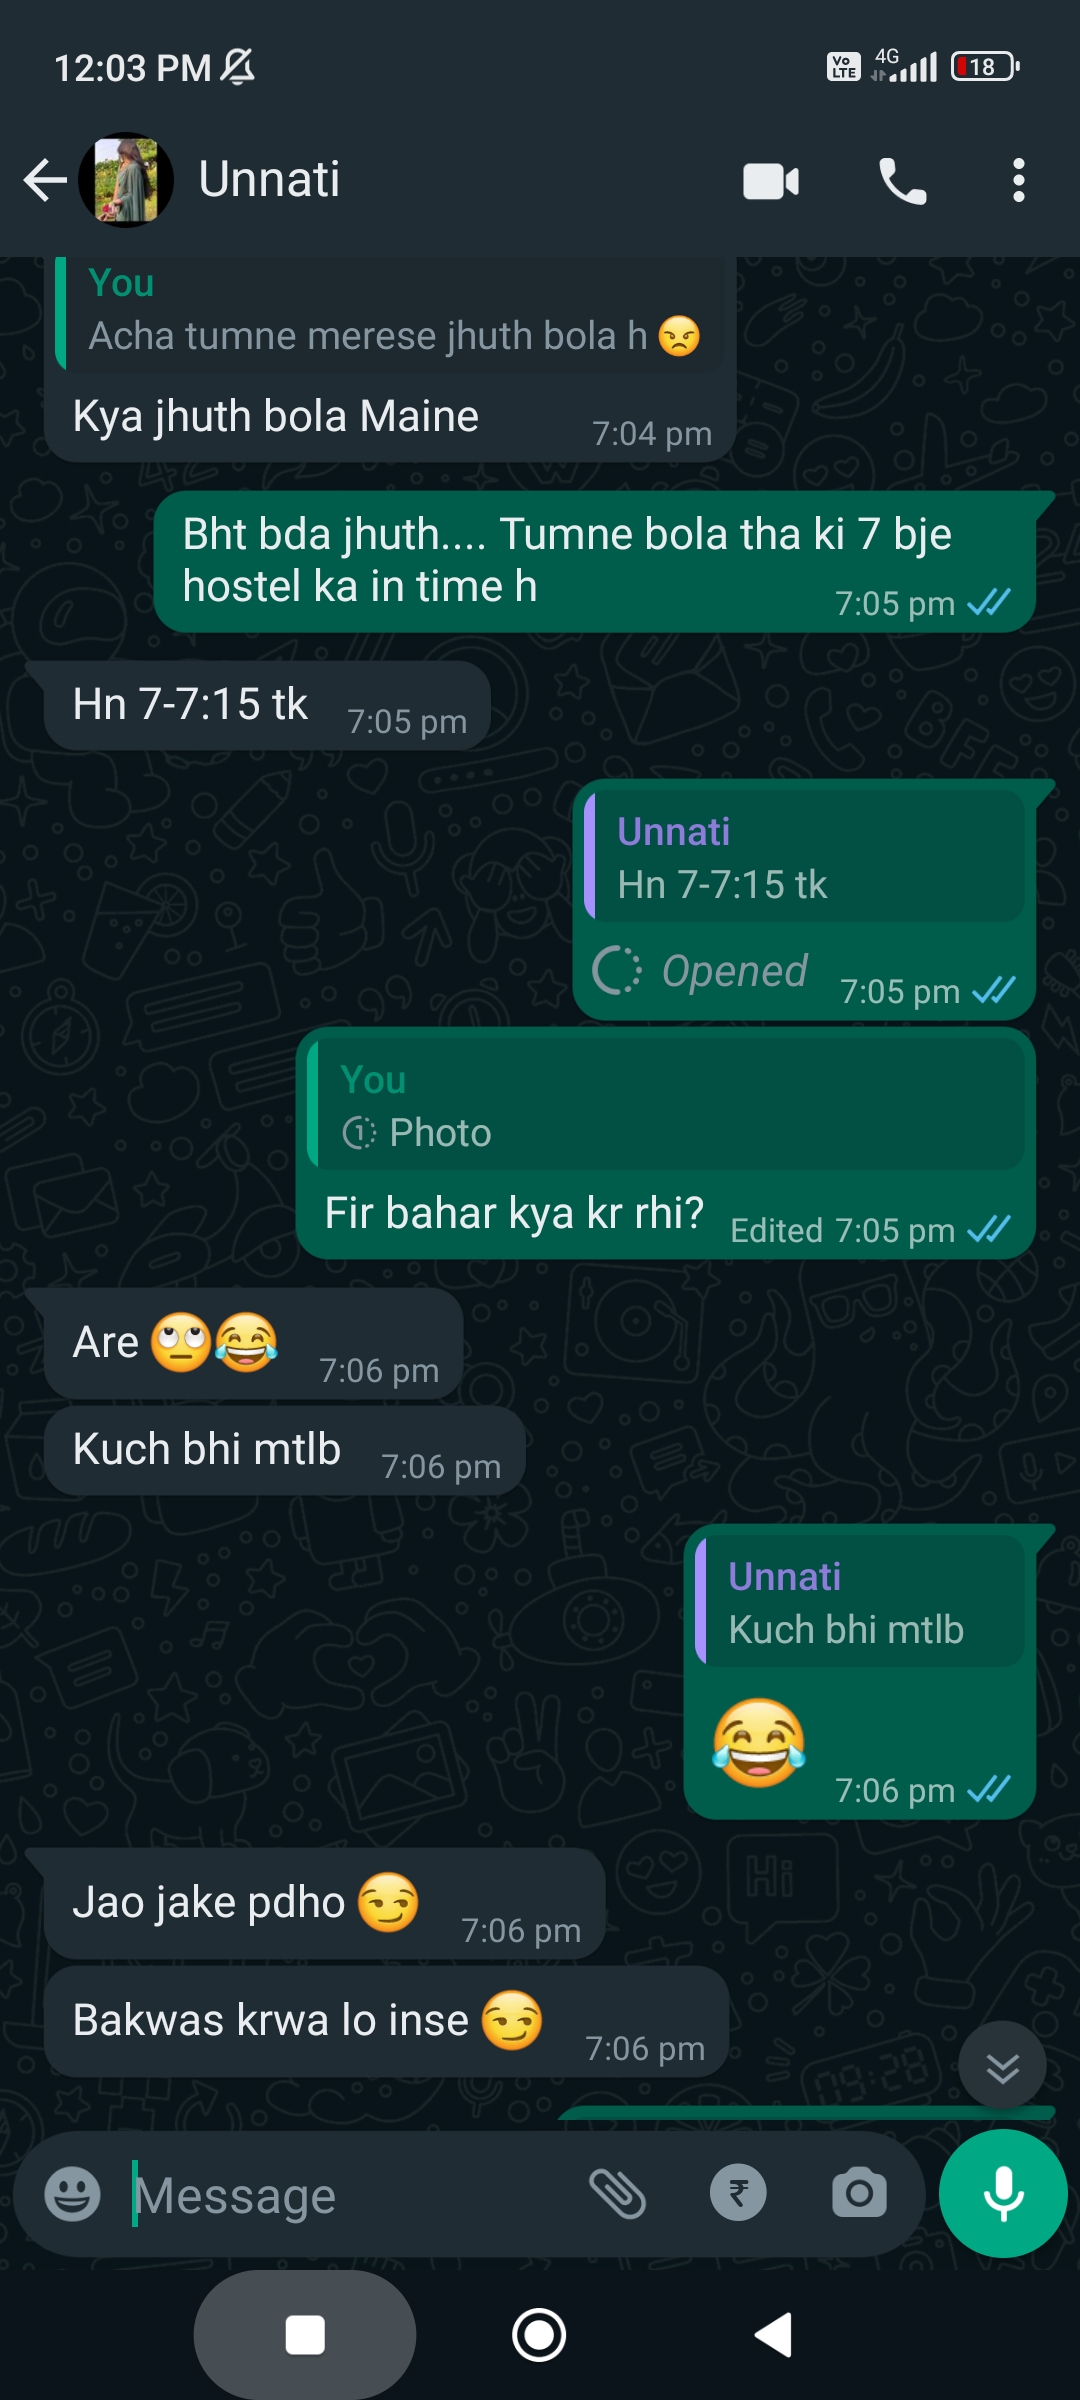 12:03 PM
Vo LTE 4G 18
Unnati
You
Acha tumne merese jhuth bola h 😠
Kya jhuth bola Maine
7:04 pm
Bht bda jhuth.... Tumne bola tha ki 7 bje
hostel ka in time h
7:05 pm
Hn 7-7:15 tk
7:05 pm
Unnati
Hn 7-7:15 tk
Opened
7:05 pm
You
1 Photo
Fir bahar kya kr rhi?
Edited 7:05 pm
Are 🙄😂
7:06 pm
Kuch bhi mtlb
7:06 pm
Unnati
Kuch bhi mtlb
😂
7:06 pm
Jao jake pdho 😏
7:06 pm
Bakwas krwa lo inse 😏
7:06 pm
Message
₹